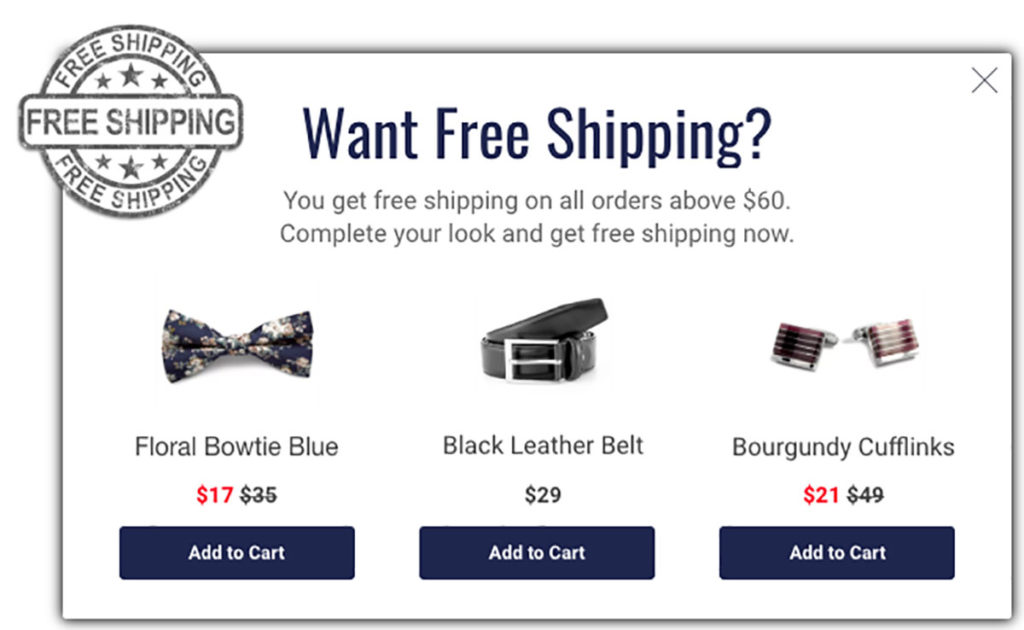 FREE SHIPPING
FREE SHIPPING
FREE SHIPPING
Want Free Shipping?
You get free shipping on all orders above $60.
Complete your look and get free shipping now.
Floral Bowtie Blue
Black Leather Belt
Bourgundy Cufflinks
$17 $35
$29
$21 $49
Add to Cart
Add to Cart
Add to Cart